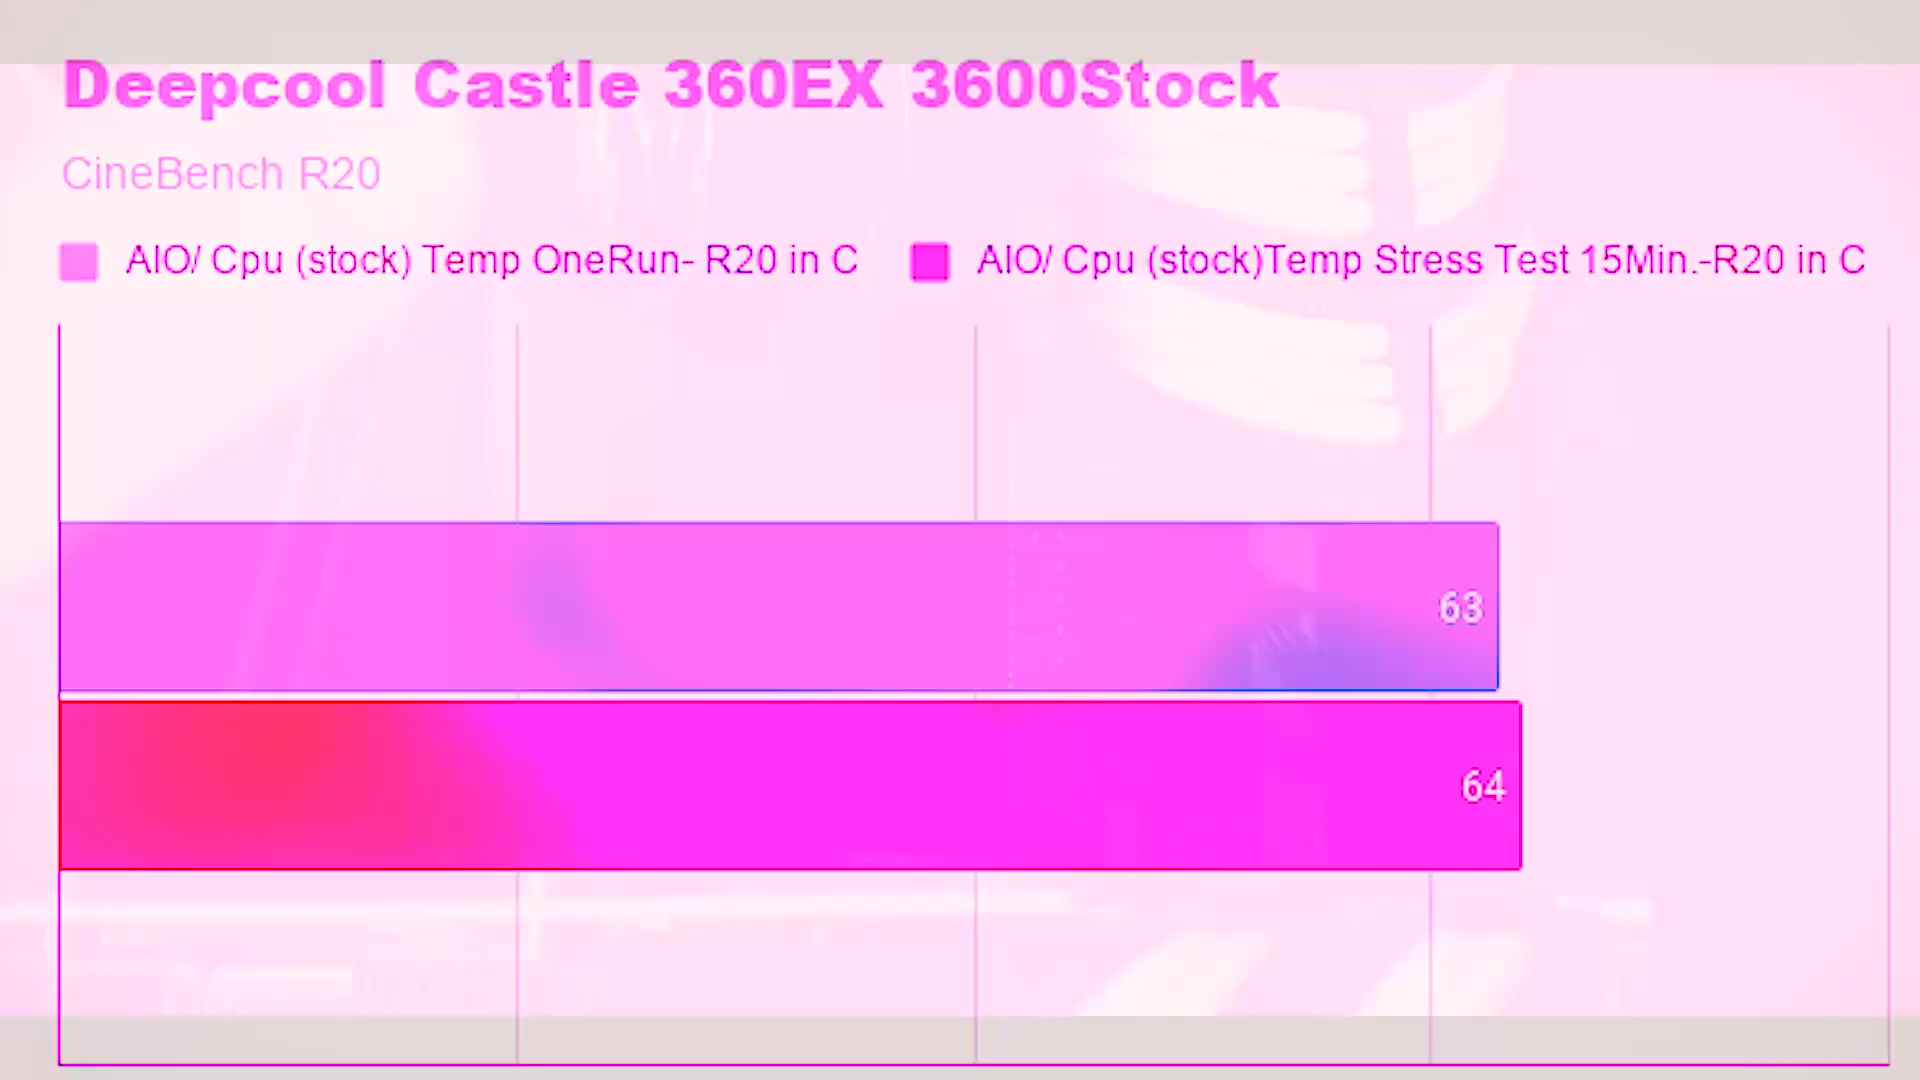 Deepcool Castle 360EX 3600Stock
CineBench R20
AIO/ Cpu (stock) Temp OneRun- R20 in C AIO/ Cpu (stock)Temp Stress Test 15Min.-R20 in C
63
64